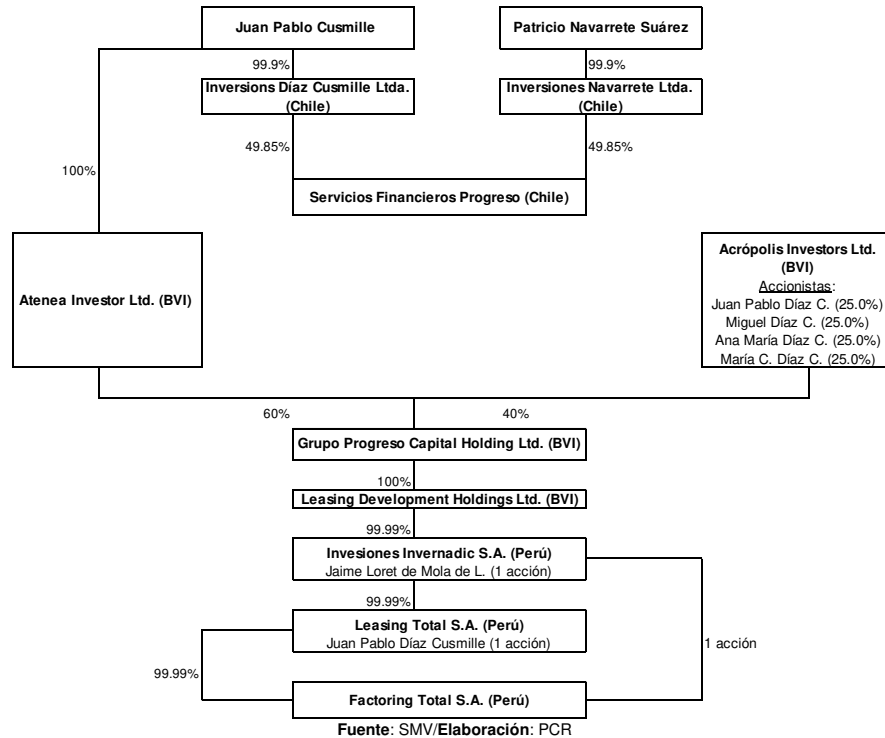 Juan Pablo Cusmille
Patricio Navarrete Suárez
99.9%
99.9%
Inversions Díaz Cusmille Ltda.
(Chile)
Inversiones Navarrete Ltda.
(Chile)
49.85%
49.85%
100%
Servicios Financieros Progreso (Chile)
Atenea Investor Ltd. (BVI)
Acrópolis Investors Ltd.
(BVI)
Accionistas:
Juan Pablo Díaz C. (25.0%)
Miguel Díaz C. (25.0%)
Ana María Díaz C. (25.0%)
María C. Díaz C. (25.0%)
60%
40%
Grupo Progreso Capital Holding Ltd. (BVI)
100%
Leasing Development Holdings Ltd. (BVI)
99.99%
Invesiones Invernadic S.A. (Perú)
Jaime Loret de Mola de L. (1 acción)
99.99%
Leasing Total S.A. (Perú)
Juan Pablo Díaz Cusmille (1 acción)
1 acción
99.99%
Factoring Total S.A. (Perú)
Fuente: SMV/Elaboración: PCR